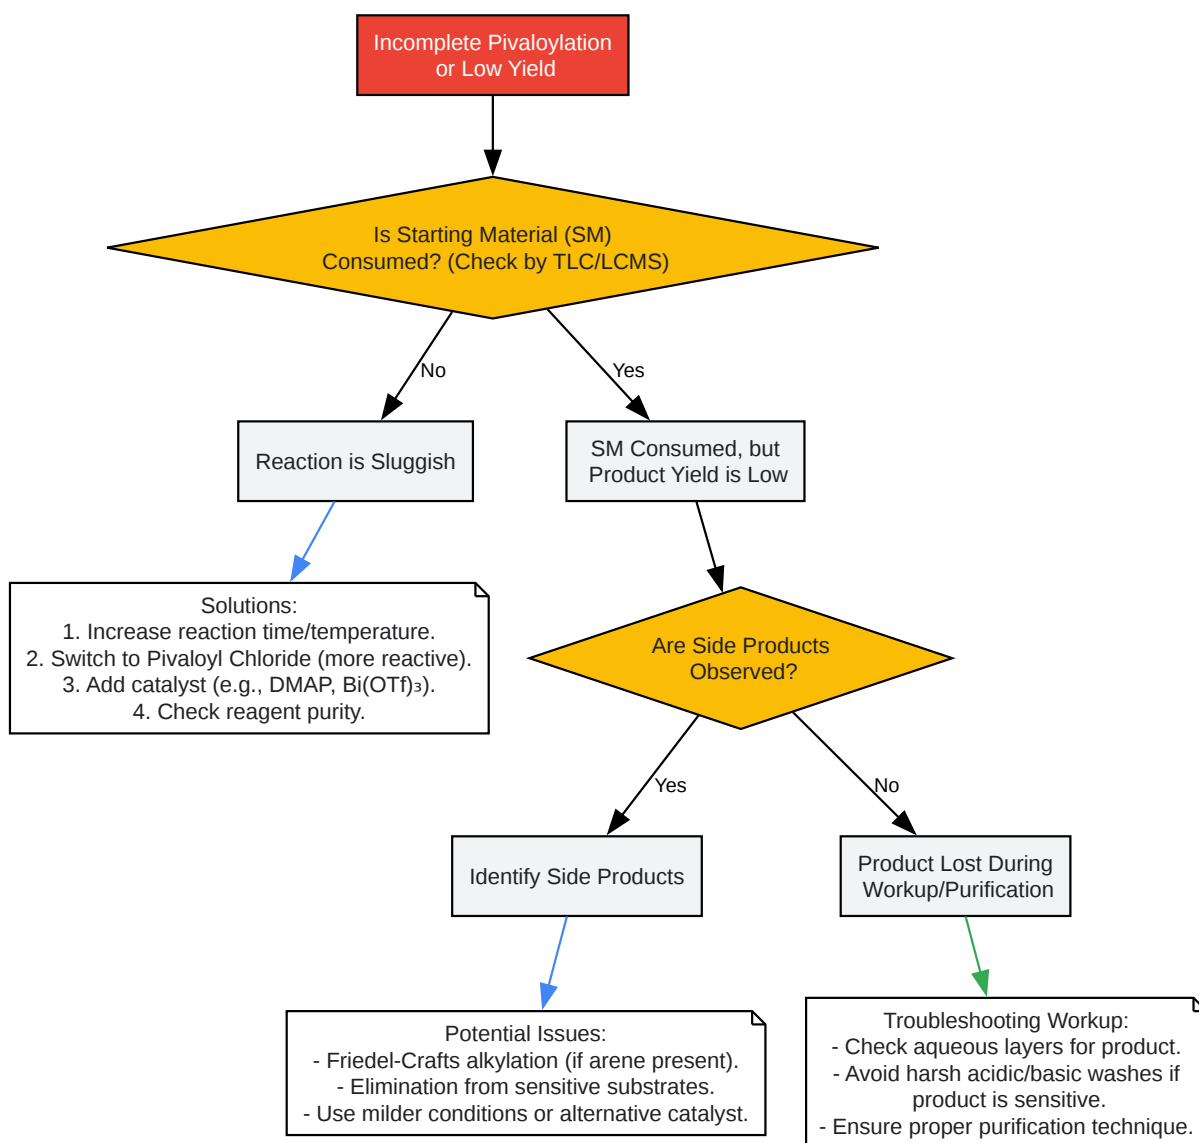 Incomplete Pivaloylation
or Low Yield
Is Starting Material (SM)
Consumed? (Check by TLC/LCMS)
No
Yes
Reaction is Sluggish
SM Consumed, but
Product Yield is Low
Solutions:
1. Increase reaction time/temperature.
2. Switch to Pivaloyl Chloride (more reactive).
3. Add catalyst (e.g., DMAP, Bi(OTf)₃).
4. Check reagent purity.
Are Side Products
Observed?
Yes
No
Identify Side Products
Product Lost During
Workup/Purification
Potential Issues:
- Friedel-Crafts alkylation (if arene present).
- Elimination from sensitive substrates.
- Use milder conditions or alternative catalyst.
Troubleshooting Workup:
- Check aqueous layers for product.
- Avoid harsh acidic/basic washes if
product is sensitive.
- Ensure proper purification technique.